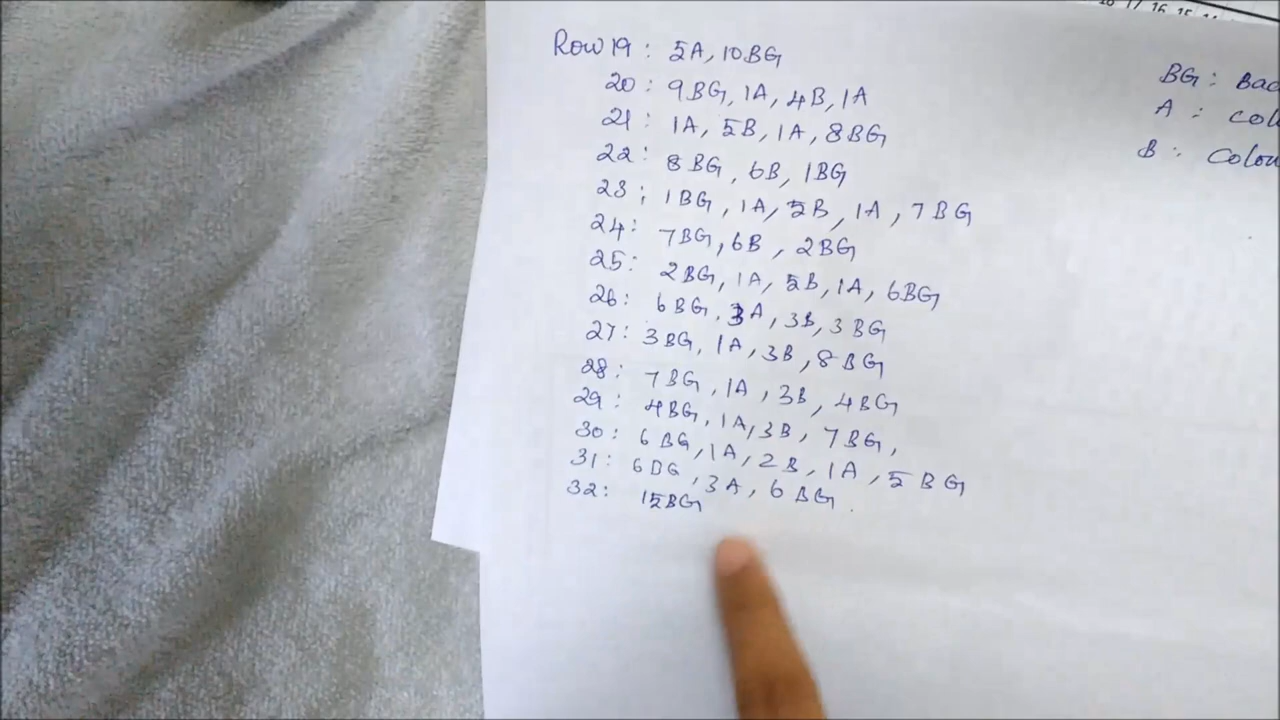 Row 19: 5A, 10BG
20: 9BG, 1A, 4B, 1A
21: 1A, 5B, 1A, 8BG
22: 8BG, 6B, 1BG
23: 1BG, 1A, 5B, 1A, 7BG
24: 7BG, 6B, 2BG
25: 2BG, 1A, 5B, 1A, 6BG
26: 6BG, 3A, 3B, 3BG
27: 3BG, 1A, 3B, 8BG
28: 7BG, 1A, 3B, 4BG
29: 4BG, 1A, 3B, 7BG,
30: 6BG, 1A, 2B, 1A, 5BG
31: 6BG, 3A, 6BG.
32: 15BG
17 16 15
BG: Bac
A: Col
B: Colou